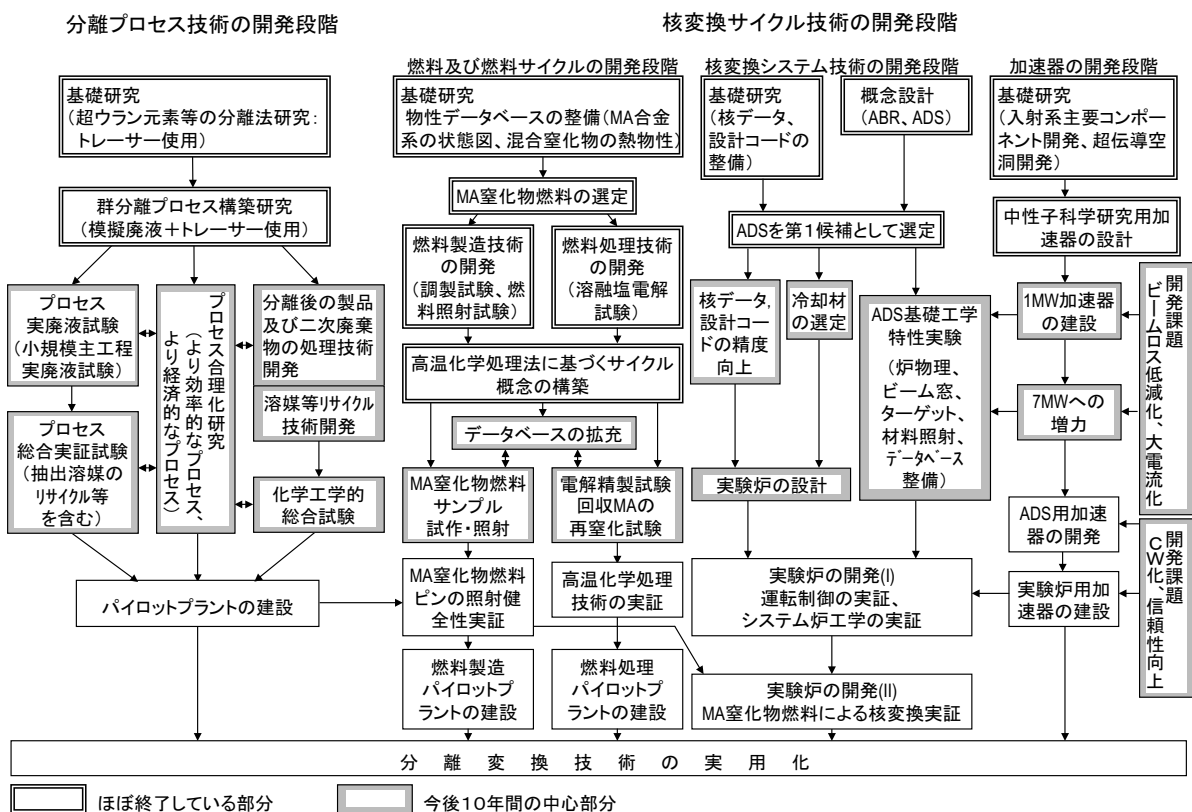 分離プロセス技術の開発段階
核変換サイクル技術の開発段階
燃料及び燃料サイクルの開発段階
核変換システム技術の開発段階
加速器の開発段階
基礎研究
(超ウラン元素等の分離法研究:
トレーサー使用)
群分離プロセス構築研究
(模擬廃液+トレーサー使用)
プロセス
実廃液試験
(小規模主工程
実廃液試験)
プロセス
総合実証試験
(抽出溶媒の
リサイクル等
を含む)
プロセス合理化研究
(より効率的なプロセス、
より経済的なプロセス)
分離後の製品
及び二次廃棄
物の処理技術
開発
溶媒等リサイクル
技術開発
化学工学的
総合試験
パイロットプラントの建設
基礎研究
物性データベースの整備(MA合金
系の状態図、混合窒化物の熱物性)
MA窒化物燃料の選定
燃料製造技術
の開発
(調製試験、燃
料照射試験)
燃料処理技術
の開発
(溶融塩電解
試験)
高温化学処理法に基づくサイクル
概念の構築
データベースの拡充
MA窒化物燃料
サンプル
試作・照射
電解精製試験
回収MAの
再窒化試験
MA窒化物燃料
ピンの照射健
全性実証
高温化学処理
技術の実証
燃料製造
パイロットプ
ラントの建設
燃料処理
パイロットプ
ラントの建設
基礎研究
(核データ、
設計コードの
整備)
概念設計
(ABR、ADS)
ADSを第1候補として選定
核データ,
設計コー
ドの精度
向上
冷却材
の選定
ADS基礎工学
特性実験
(炉物理、
ビーム窓、
ターゲット、
材料照射、
データベース
整備)
実験炉の設計
実験炉の開発(I)
運転制御の実証、
システム炉工学の実証
実験炉の開発(II)
MA窒化物燃料による核変換実証
基礎研究
(入射系主要コンポー
ネント開発、超伝導空
洞開発)
中性子科学研究用加
速器の設計
1MW加速器
の建設
7MWへの
増力
ADS用加速
器の開発
実験炉用加
速器の建設
開発課題
ビームロス低減化、大電流化
開発課題
CW化、信頼性向上
分離変換技術の実用化
ほぼ終了している部分
今後10年間の中心部分